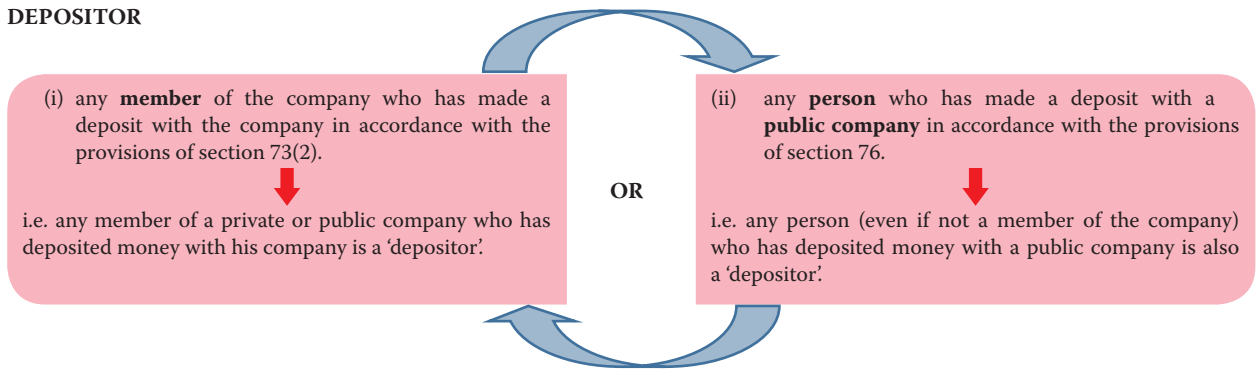 DEPOSITOR
(i) any member of the company who has made a
deposit with the company in accordance with the
provisions of section 73(2).
i.e. any member of a private or public company who has
deposited money with his company is a ‘depositor’.
OR
(ii) any person who has made a deposit with a
public company in accordance with the provisions
of section 76.
i.e. any person (even if not a member of the company)
who has deposited money with a public company is also
a ‘depositor’.